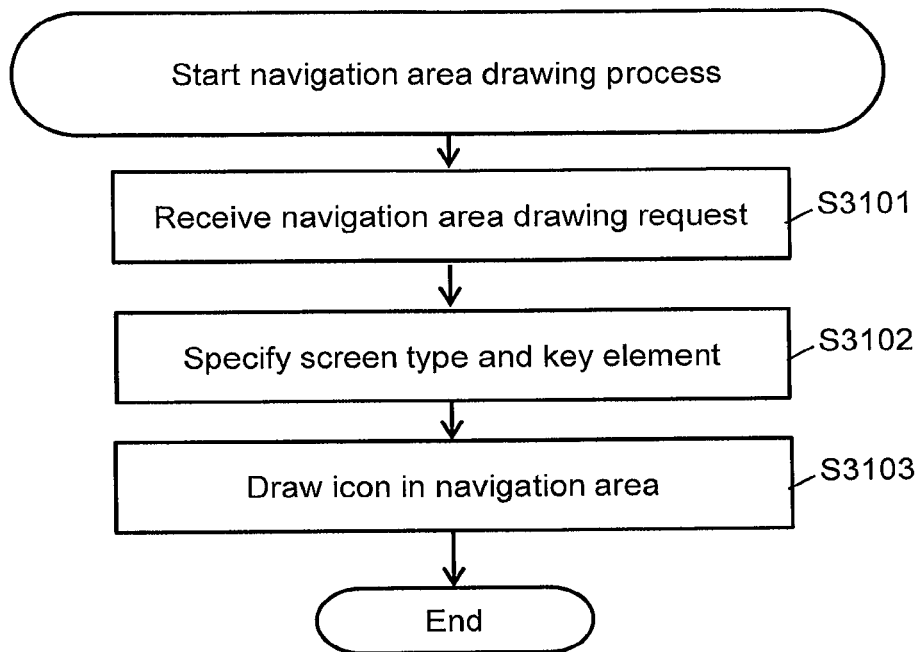 Start navigation area drawing process
Receive navigation area drawing request
S3101
Specify screen type and key element
S3102
Draw icon in navigation area
S3103
End